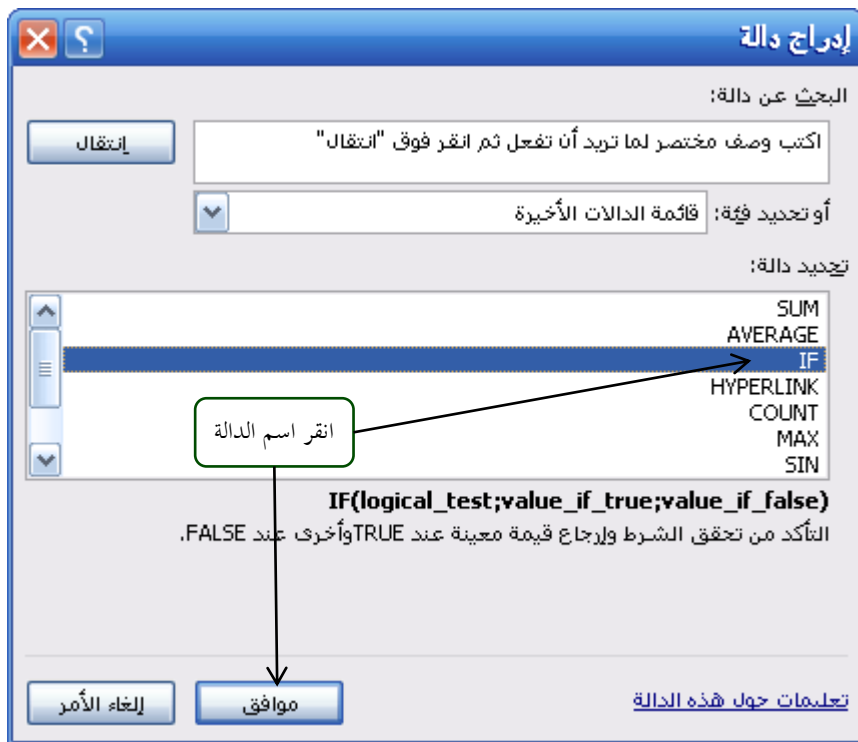 إدراج دالة
البحث عن دالة:
اكتب وصف مختصر لما تريد أن تفعل ثم انقر فوق "انتقال"
إنتقال
أو تحديد فئة: قائمة الدالات الأخيرة
تحديد دالة:
SUM
AVERAGE
IF
HYPERLINK
COUNT
MAX
SIN
انقر اسم الدالة
IF(logical_test;value_if_true;value_if_false)
التأكد من تحقق الشرط وإرجاع قيمة معينة عند TRUEوأخرى عند FALSE.
تعليمات حول هذه الدالة
موافق
إلغاء الأمر